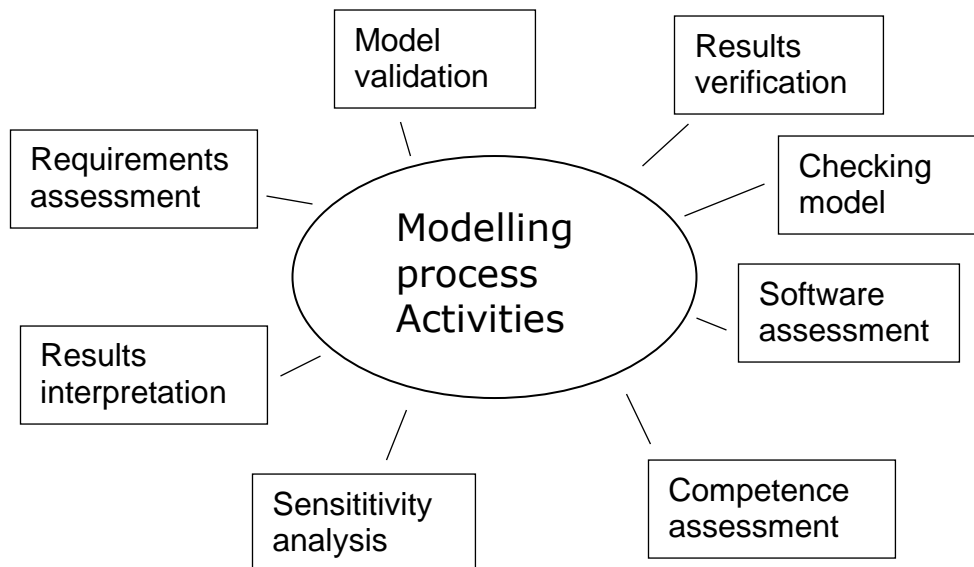 Model
validation
Results
verification
Requirements
assessment
Checking
model
Modelling
process
Activities
Software
assessment
Results
interpretation
Sensititivity
analysis
Competence
assessment